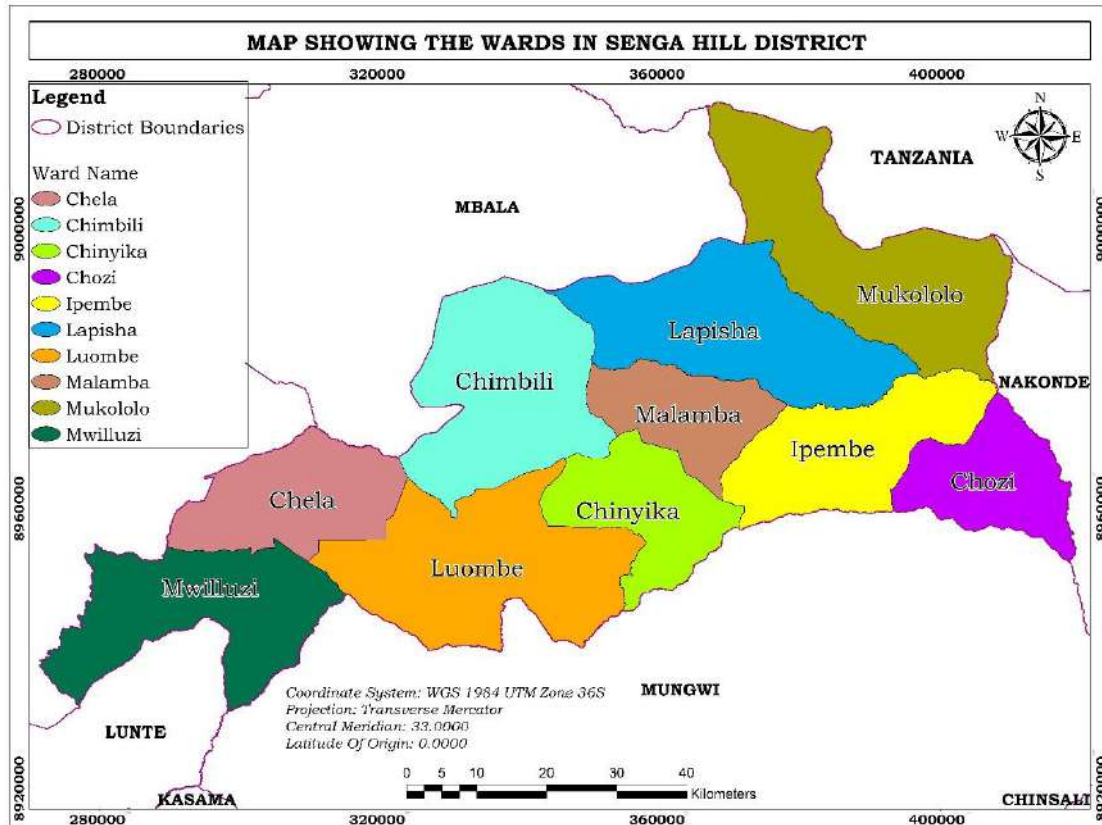 MAP SHOWING THE WARDS IN SENGA HILL DISTRICT
280000 320000 360000 400000
Legend
District Boundaries
Ward Name
Chela
Chimbili
Chinyika
Chozi
Ipembe
Lapisha
Luombe
Malamba
Mukololo
Mwilluzi
N
W E
S
TANZANIA
MBALA
9000000 9000000
Mukololo
Lapisha
Chimbili
NAKONDE
Malamba
Ipembe
Chozi
Chela
Chinyika
8960000 8960000
Luombe
Mwilluzi
Coordinate System: WGS 1984 UTM Zone 36S
Projection: Transverse Mercator
Central Meridian: 33.0000
Latitude Of Origin: 0.0000
MUNGWI
LUNTE
0 5 10 20 30 40
Kilometers
8920000 8920000
KASAMA CHINSALI
280000 320000 360000 400000